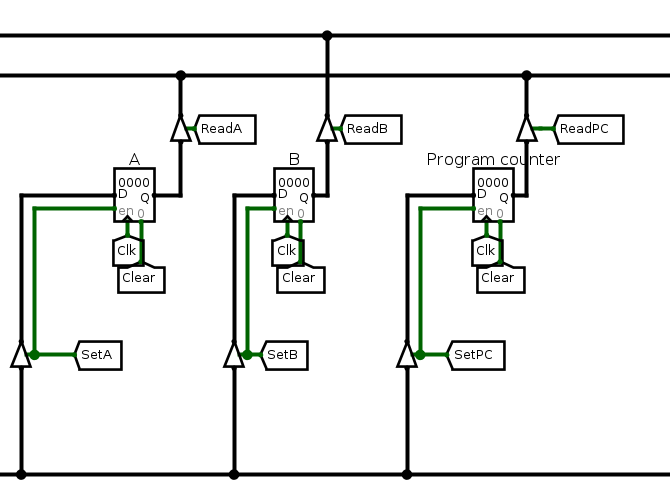 ReadA
ReadB
ReadPC
A
B
Program counter
0000
D
Q
en
0
0000
D
Q
en
0
0000
D
Q
en
0
Clk
Clear
Clk
Clear
Clk
Clear
SetA
SetB
SetPC